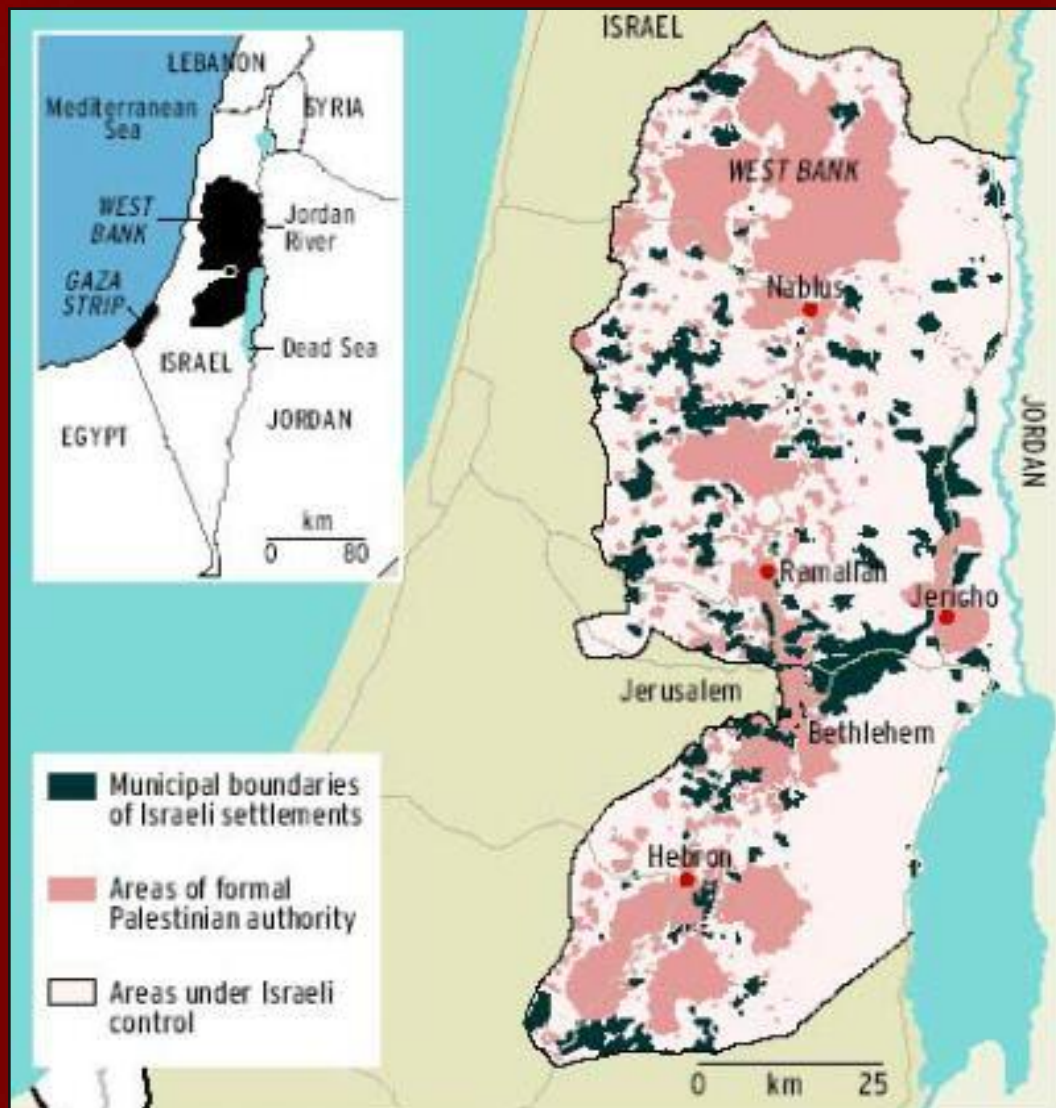 LEBANON
Mediterranean
Sea
SYRIA
WEST
BANK
Jordan
River
GAZA
STRIP
ISRAEL
Dead Sea
EGYPT
JORDAN
km
0 80
ISRAEL
WEST BANK
Nablus
JORDAN
Ramallah
Jericho
Jerusalem
Bethlehem
Hebron
Municipal boundaries
of Israeli settlements
Areas of formal
Palestinian authority
Areas under Israeli
control
0 km 25